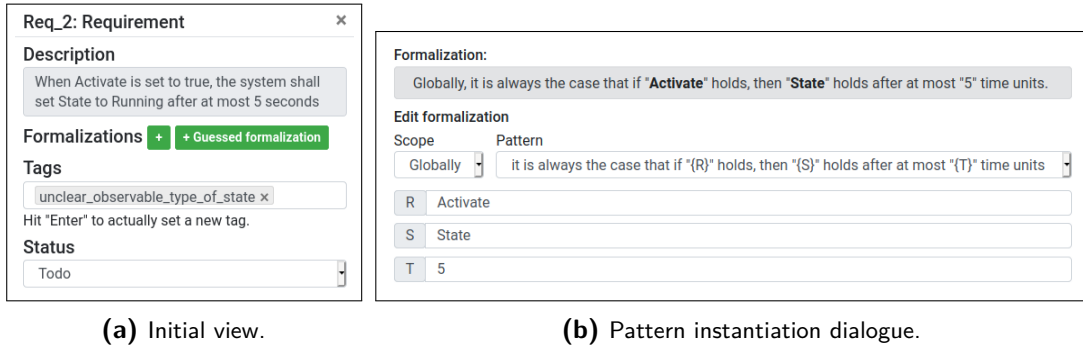 Req_2: Requirement ×
Description
When Activate is set to true, the system shall
set State to Running after at most 5 seconds
Formalizations + + Guessed formalization
Tags
unclear_observable_type_of_state ×
Hit "Enter" to actually set a new tag.
Status
Todo
(a) Initial view.
Formalization:
Globally, it is always the case that if "Activate" holds, then "State" holds after at most "5" time units.
Edit formalization
Scope Pattern
Globally it is always the case that if "{R}" holds, then "{S}" holds after at most "{T}" time units
R Activate
S State
T 5
(b) Pattern instantiation dialogue.